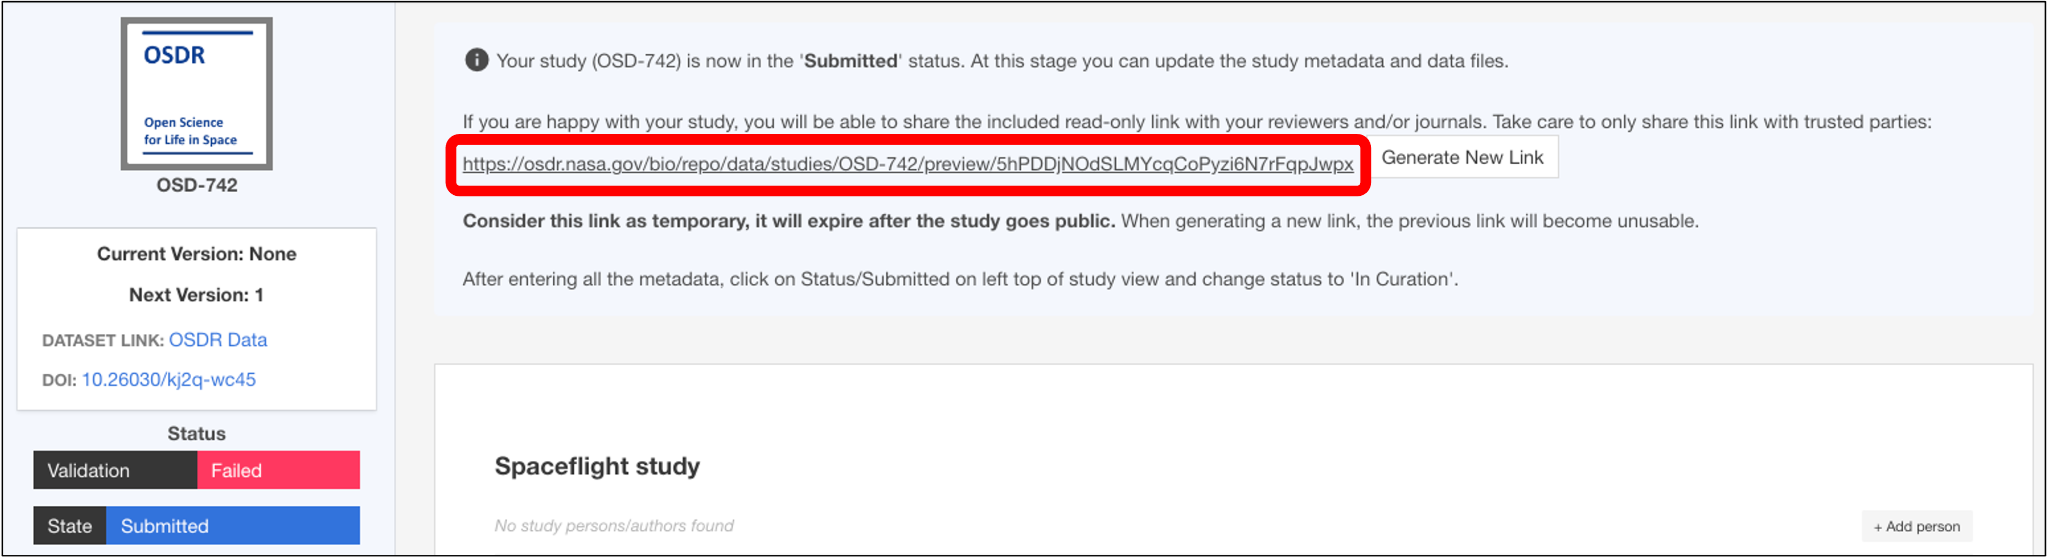 OSDR
Open Science
for Life in Space
OSD-742
Current Version: None
Next Version: 1
DATASET LINK: OSDR Data
DOI: 10.26030/kj2q-wc45
Status
Validation Failed
State Submitted
Your study (OSD-742) is now in the 'Submitted' status. At this stage you can update the study metadata and data files.
If you are happy with your study, you will be able to share the included read-only link with your reviewers and/or journals. Take care to only share this link with trusted parties:
https://osdr.nasa.gov/bio/repo/data/studies/OSD-742/preview/5hPDDjNOdSLMYcqCoPyzi6N7rFqpJwpx Generate New Link
Consider this link as temporary, it will expire after the study goes public. When generating a new link, the previous link will become unusable.
After entering all the metadata, click on Status/Submitted on left top of study view and change status to 'In Curation'.
Spaceflight study
No study persons/authors found
+ Add person